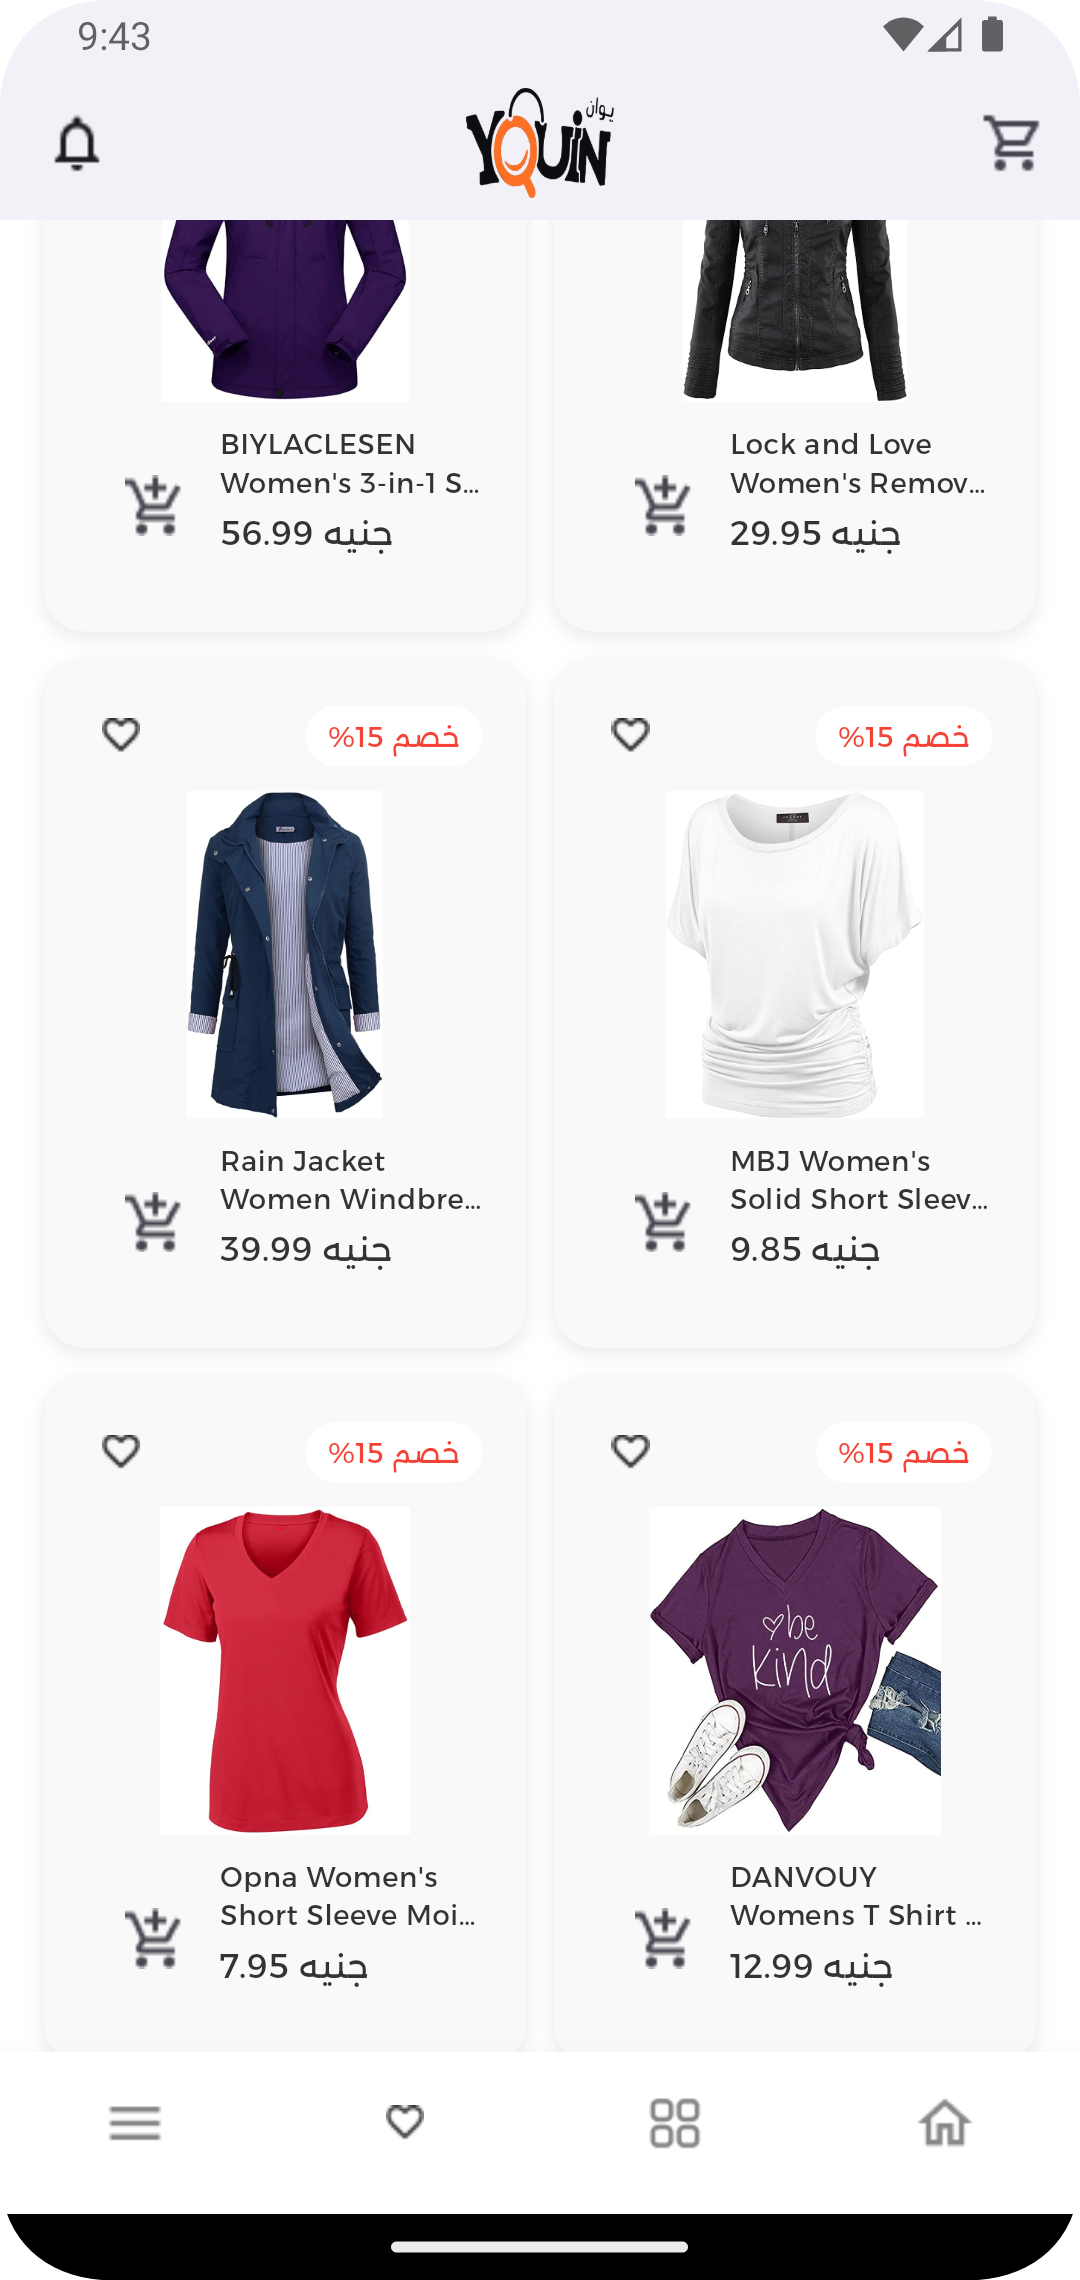 9:43
يوان
YQUIN
BIYLACLESEN
Women's 3-in-1 S...
56.99 جنيه
Lock and Love
Women's Remov...
29.95 جنيه
خصم 15%
خصم 15%
Rain Jacket
Women Windbre...
39.99 جنيه
MBJ Women's
Solid Short Sleev...
9.85 جنيه
خصم 15%
خصم 15%
be
kind
Opna Women's
Short Sleeve Moi...
7.95 جنيه
DANVOUY
Womens T Shirt ...
12.99 جنيه